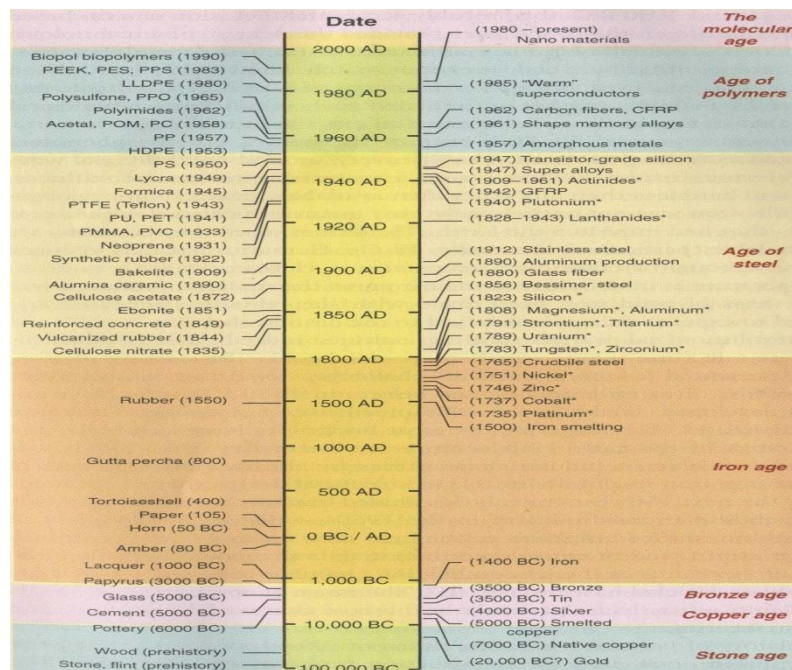 Date
2000 AD
1980 AD
1960 AD
1940 AD
1920 AD
1900 AD
1850 AD
1800 AD
1500 AD
1000 AD
500 AD
0 BC / AD
1,000 BC
10,000 BC
100,000 BC
Biopol biopolymers (1990)
PEEK, PES, PPS (1983)
LLDPE (1980)
Polysulfone, PPO (1965)
Polyimides (1962)
Acetal, POM, PC (1958)
PP (1957)
HDPE (1953)
PS (1950)
Lycra (1949)
Formica (1945)
PTFE (Teflon) (1943)
PU, PET (1941)
PMMA, PVC (1933)
Neoprene (1931)
Synthetic rubber (1922)
Bakelite (1909)
Alumina ceramic (1890)
Cellulose acetate (1872)
Ebonite (1851)
Reinforced concrete (1849)
Vulcanized rubber (1844)
Cellulose nitrate (1835)
Rubber (1550)
Gutta percha (800)
Tortoiseshell (400)
Paper (105)
Horn (50 BC)
Amber (80 BC)
Lacquer (1000 BC)
Papyrus (3000 BC)
Glass (5000 BC)
Cement (5000 BC)
Pottery (6000 BC)
Wood (prehistory)
Stone, flint (prehistory)
(1980 – present)
Nano materials
(1985) "Warm"
superconductors
(1962) Carbon fibers, CFRP
(1961) Shape memory alloys
(1957) Amorphous metals
(1947) Transistor-grade silicon
(1947) Super alloys
(1909–1961) Actinides*
(1942) GFRP
(1940) Plutonium*
(1828–1943) Lanthanides*
(1912) Stainless steel
(1890) Aluminum production
(1880) Glass fiber
(1856) Bessimer steel
(1823) Silicon *
(1808) Magnesium*, Aluminum*
(1791) Strontium*, Titanium*
(1789) Uranium*
(1783) Tungsten*, Zirconium*
(1765) Crucbile steel
(1751) Nickel*
(1746) Zinc*
(1737) Cobalt*
(1735) Platinum*
(1500) Iron smelting
(1400 BC) Iron
(3500 BC) Bronze
(3500 BC) Tin
(4000 BC) Silver
(5000 BC) Smelted
copper
(7000 BC) Native copper
(20,000 BC?) Gold
The
molecular
age
Age of
polymers
Age of
steel
Iron age
Bronze age
Copper age
Stone age